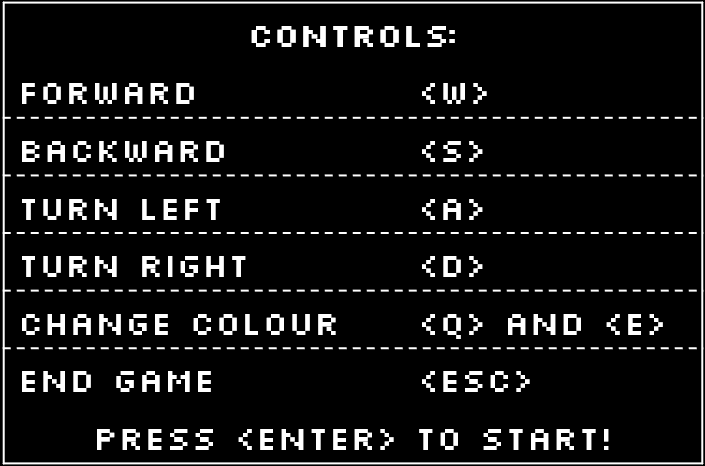 CONTROLS:
FORWARD <W>
BACKWARD <S>
TURN LEFT <A>
TURN RIGHT <D>
CHANGE COLOUR <Q> AND <E>
END GAME <ESC>
PRESS <ENTER> TO START!